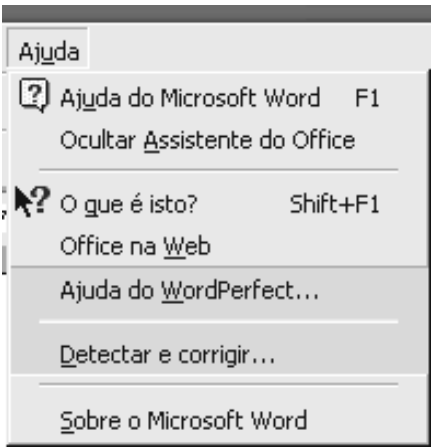 Ajuda
Ajuda do Microsoft Word F1
Ocultar Assistente do Office
O que é isto? Shift+F1
Office na Web
Ajuda do WordPerfect...
Detectar e corrigir...
Sobre o Microsoft Word